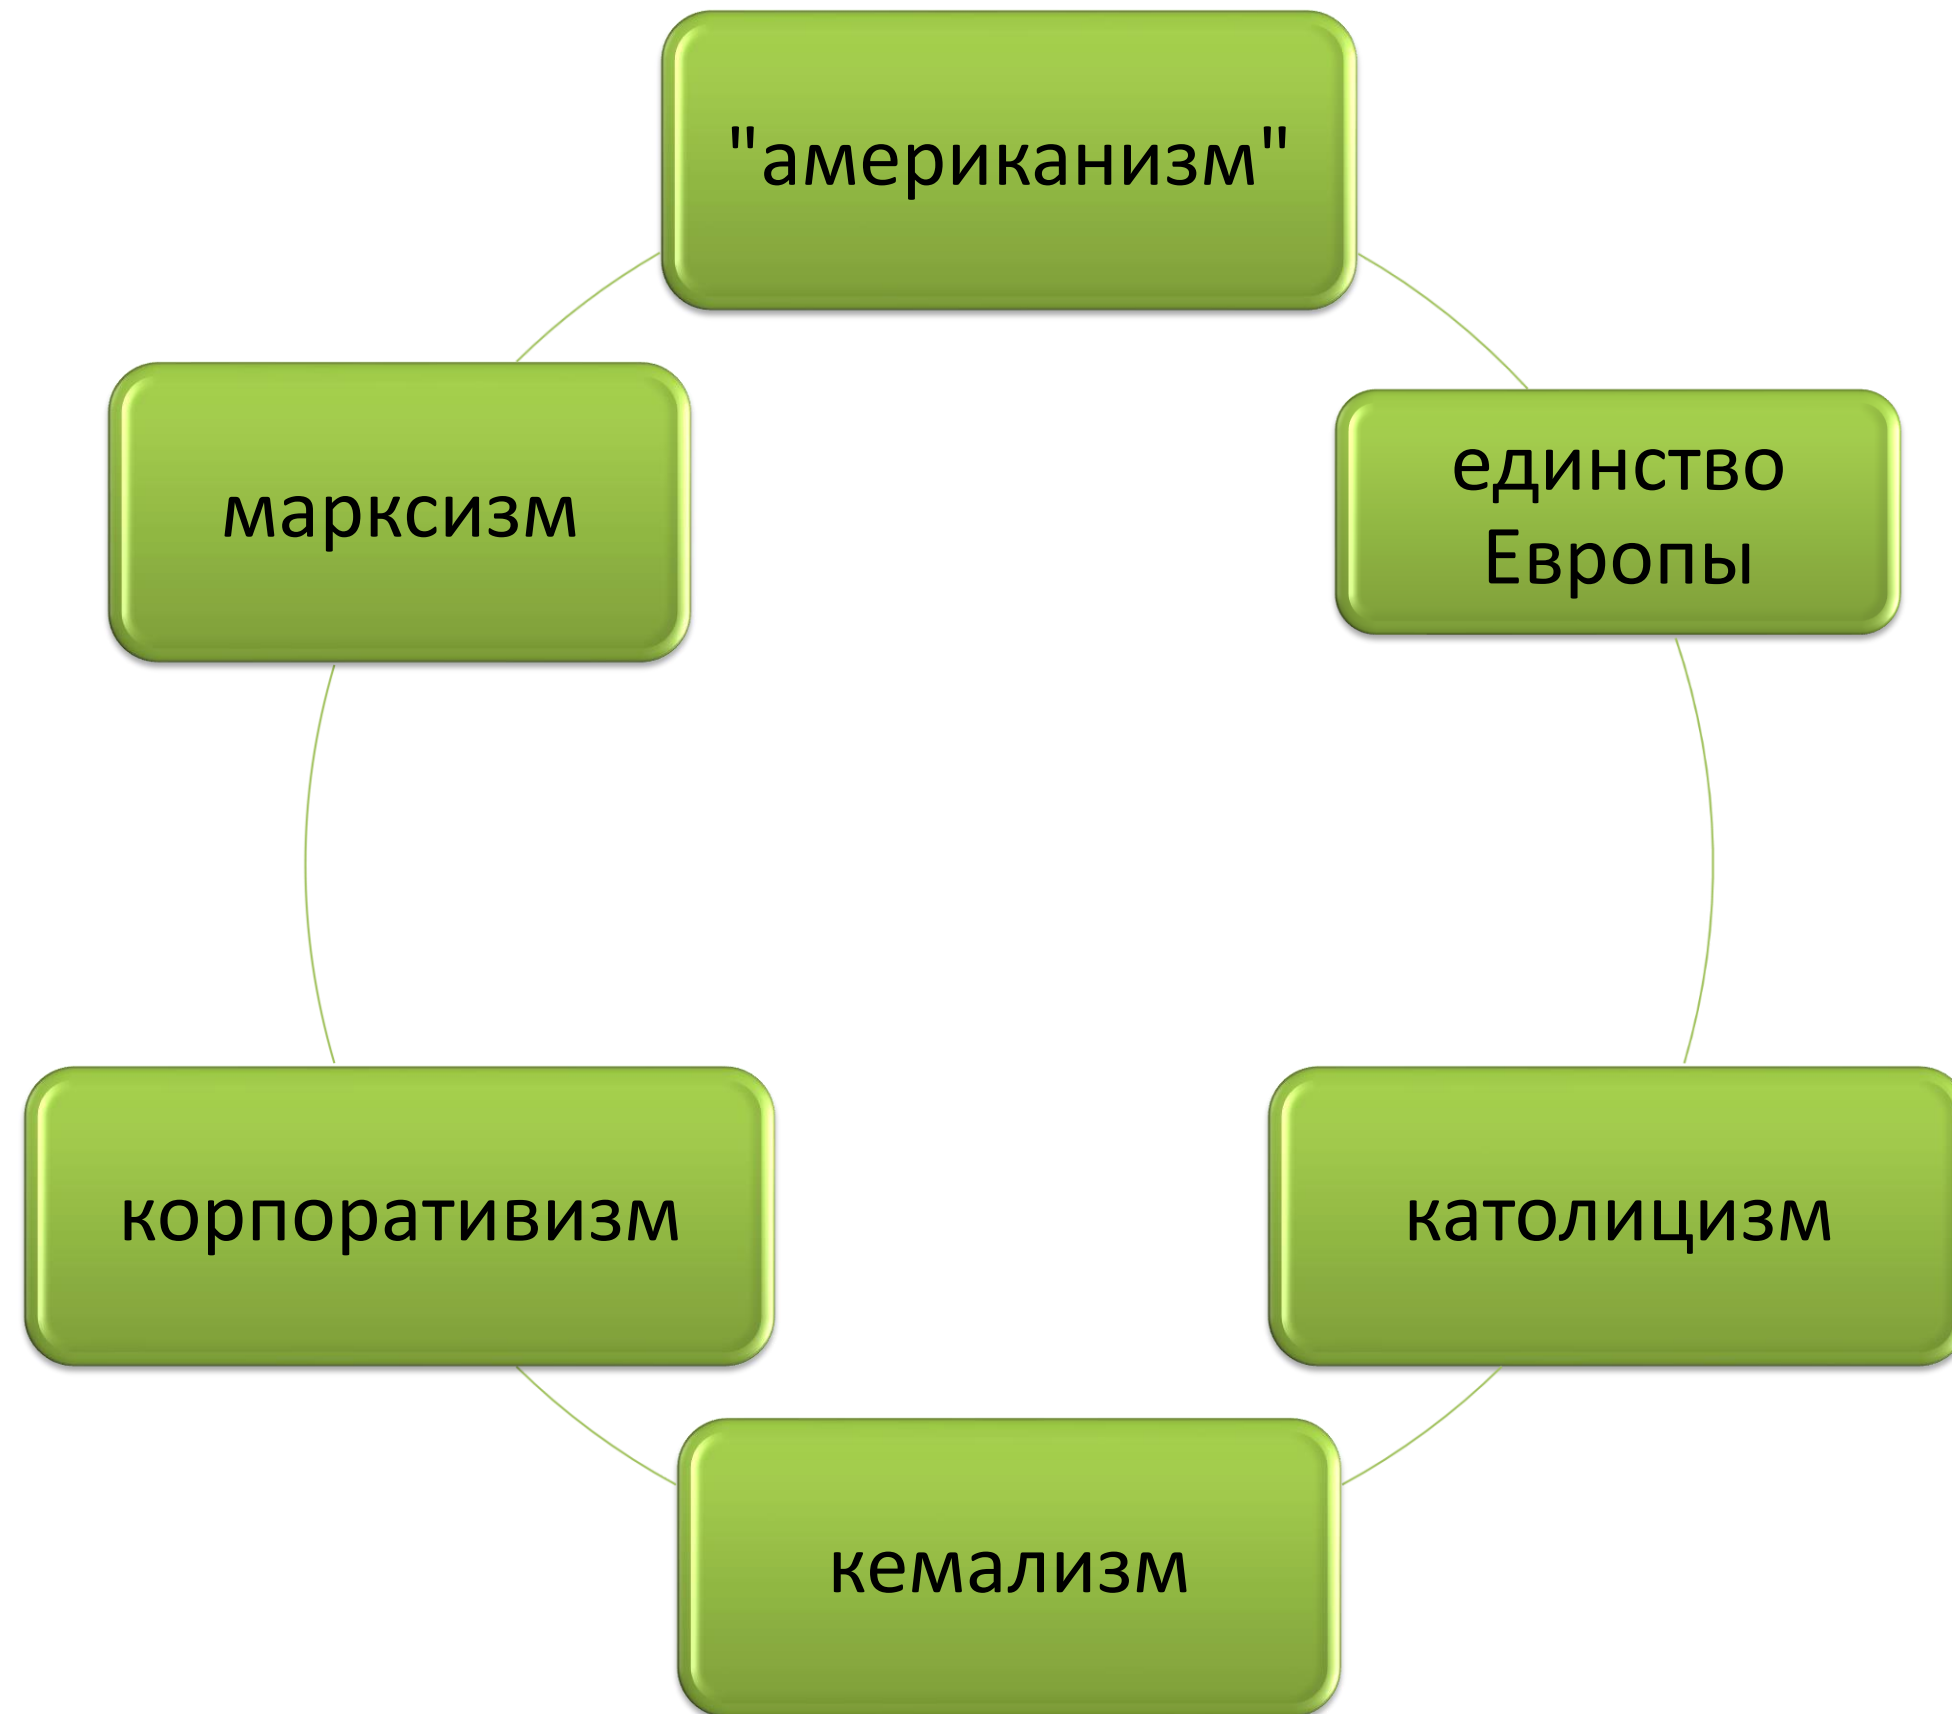 "американизм"
единство
Европы
католицизм
кемализм
корпоративизм
марксизм